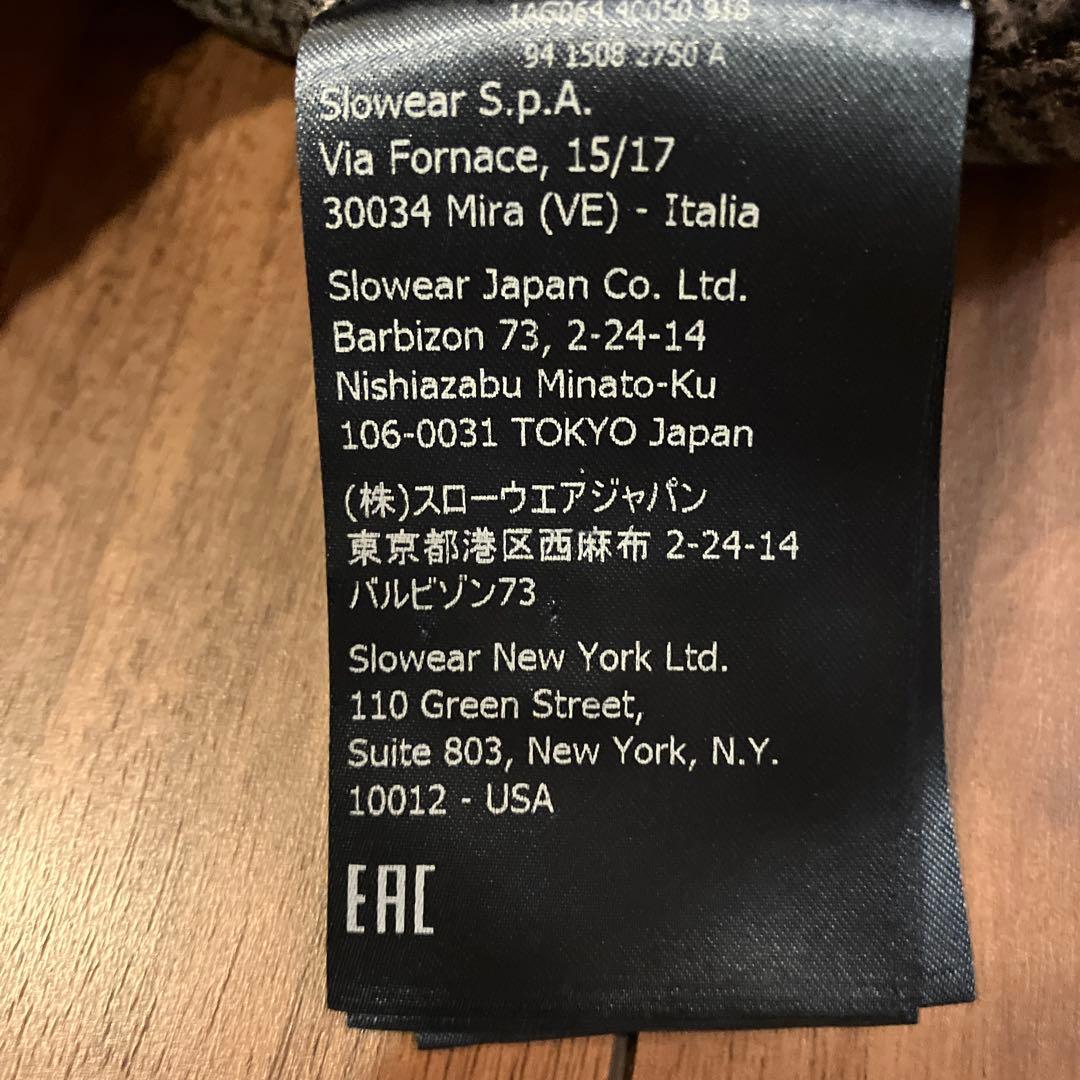 1AG064 40050 918
94 1508 2750 A
Slowear S.p.A.
Via Fornace, 15/17
30034 Mira (VE) - Italia
Slowear Japan Co. Ltd.
Barbizon 73, 2-24-14
Nishiazabu Minato-Ku
106-0031 TOKYO Japan
(株)スローウエアジャパン
東京都港区西麻布 2-24-14
バルビゾン73
Slowear New York Ltd.
110 Green Street,
Suite 803, New York, N.Y.
10012 - USA
EAC